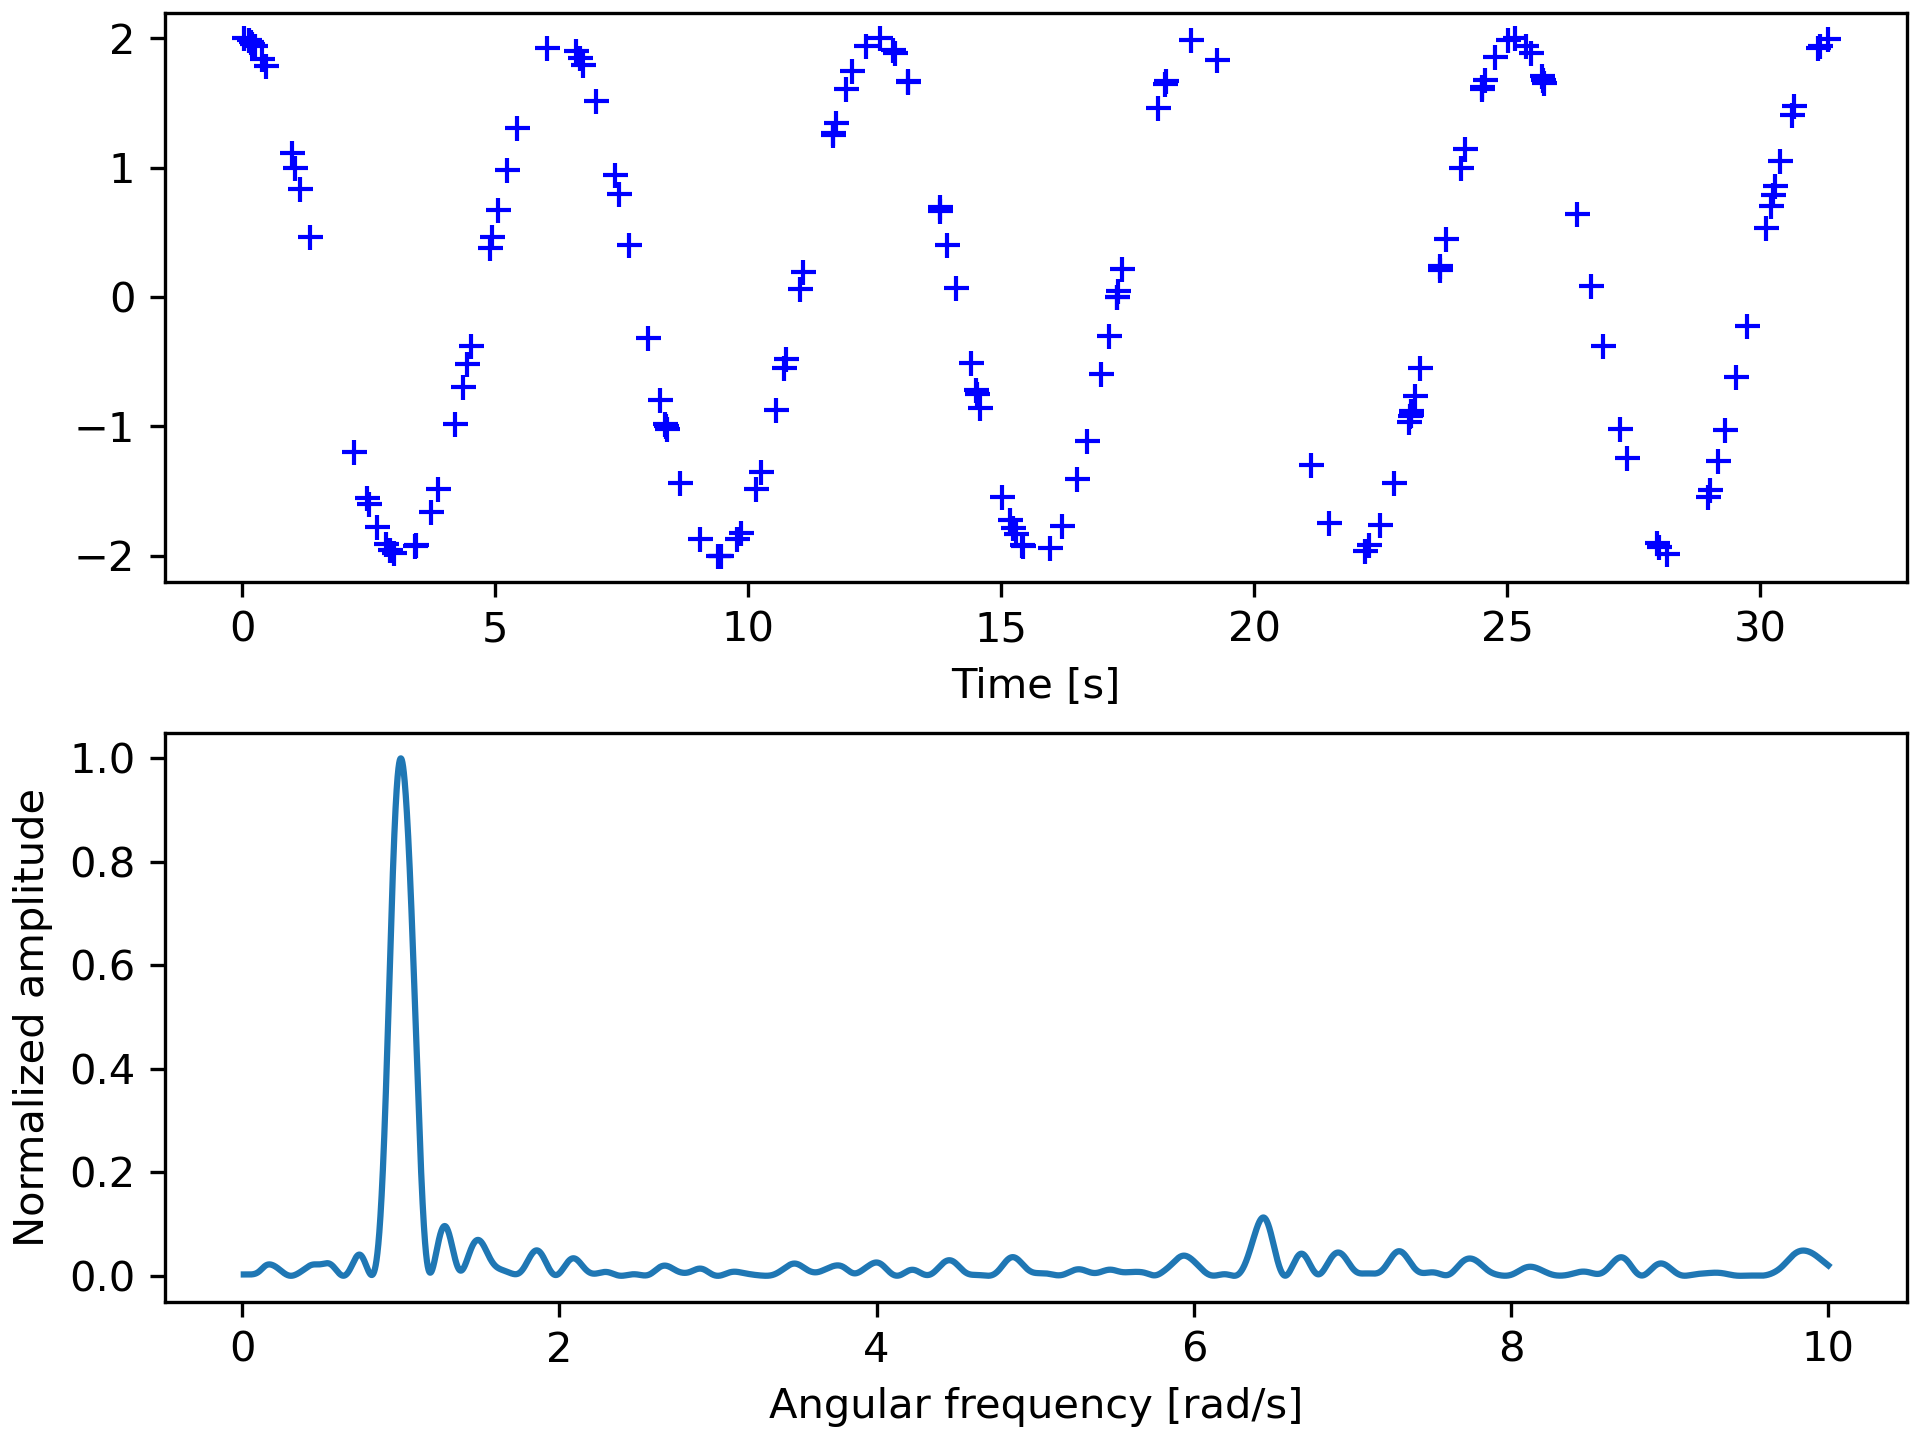 2
1
0
−1
−2
0 5 10 15 20 25 30
Time [s]
Normalized amplitude
1.0
0.8
0.6
0.4
0.2
0.0
0 2 4 6 8 10
Angular frequency [rad/s]